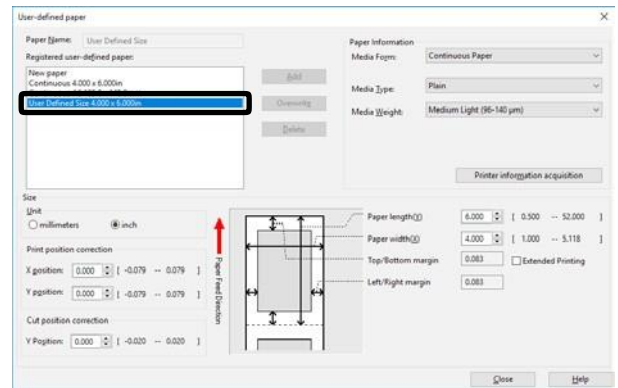 User-defined paper
Paper Name: User Defined Size
Registered user-defined paper:
New paper
Continuous 4.000 x 6.000in
User Defined Size 4.000 x 6.000in
Add
Overwrite
Delete
Paper Information
Media Form: Continuous Paper
Media Type: Plain
Media Weight: Medium Light (96-140 µm)
Printer information acquisition
Size
Unit
millimeters inch
Print position correction
X position: 0.000 [ -0.079 -- 0.079 ]
Y position: 0.000 [ -0.079 -- 0.079 ]
Cut position correction
Y Position: 0.000 [ -0.020 -- 0.020 ]
Paper Feed Direction
Paper length(Y) 6.000 [ 0.500 -- 52.000 ]
Paper width(X) 4.000 [ 1.000 -- 5.118 ]
Top/Bottom margin 0.083 Extended Printing
Left/Right margin 0.083
Close Help